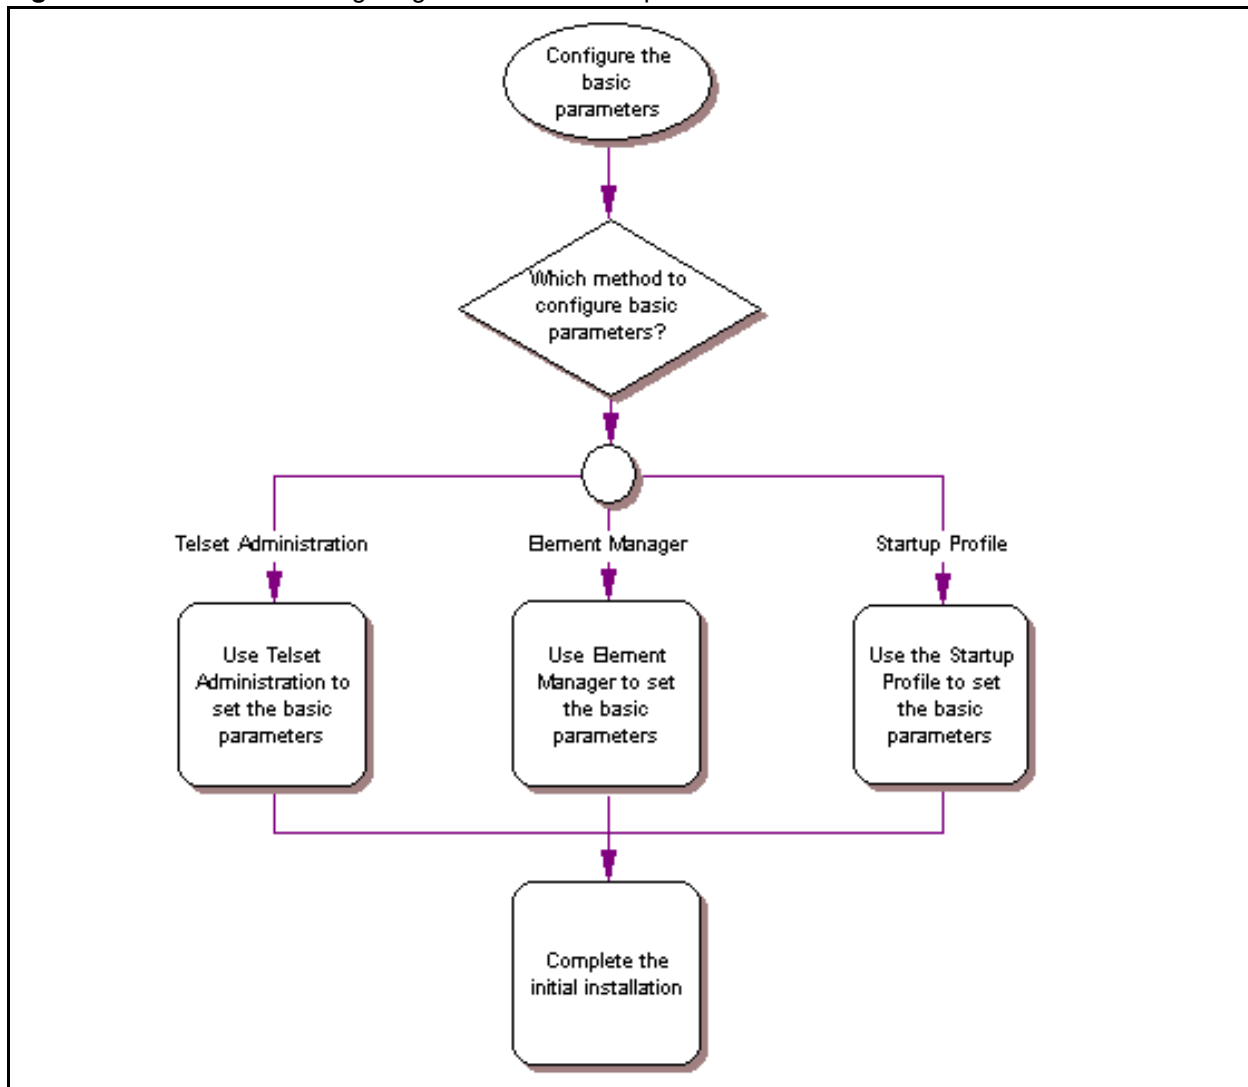 Configure the
basic
parameters
Which method to
configure basic
parameters?
Telset Administration
Element Manager
Startup Profile
Use Telset
Administration to
set the basic
parameters
Use Element
Manager to set
the basic
parameters
Use the Startup
Profile to set
the basic
parameters
Complete the
initial installation